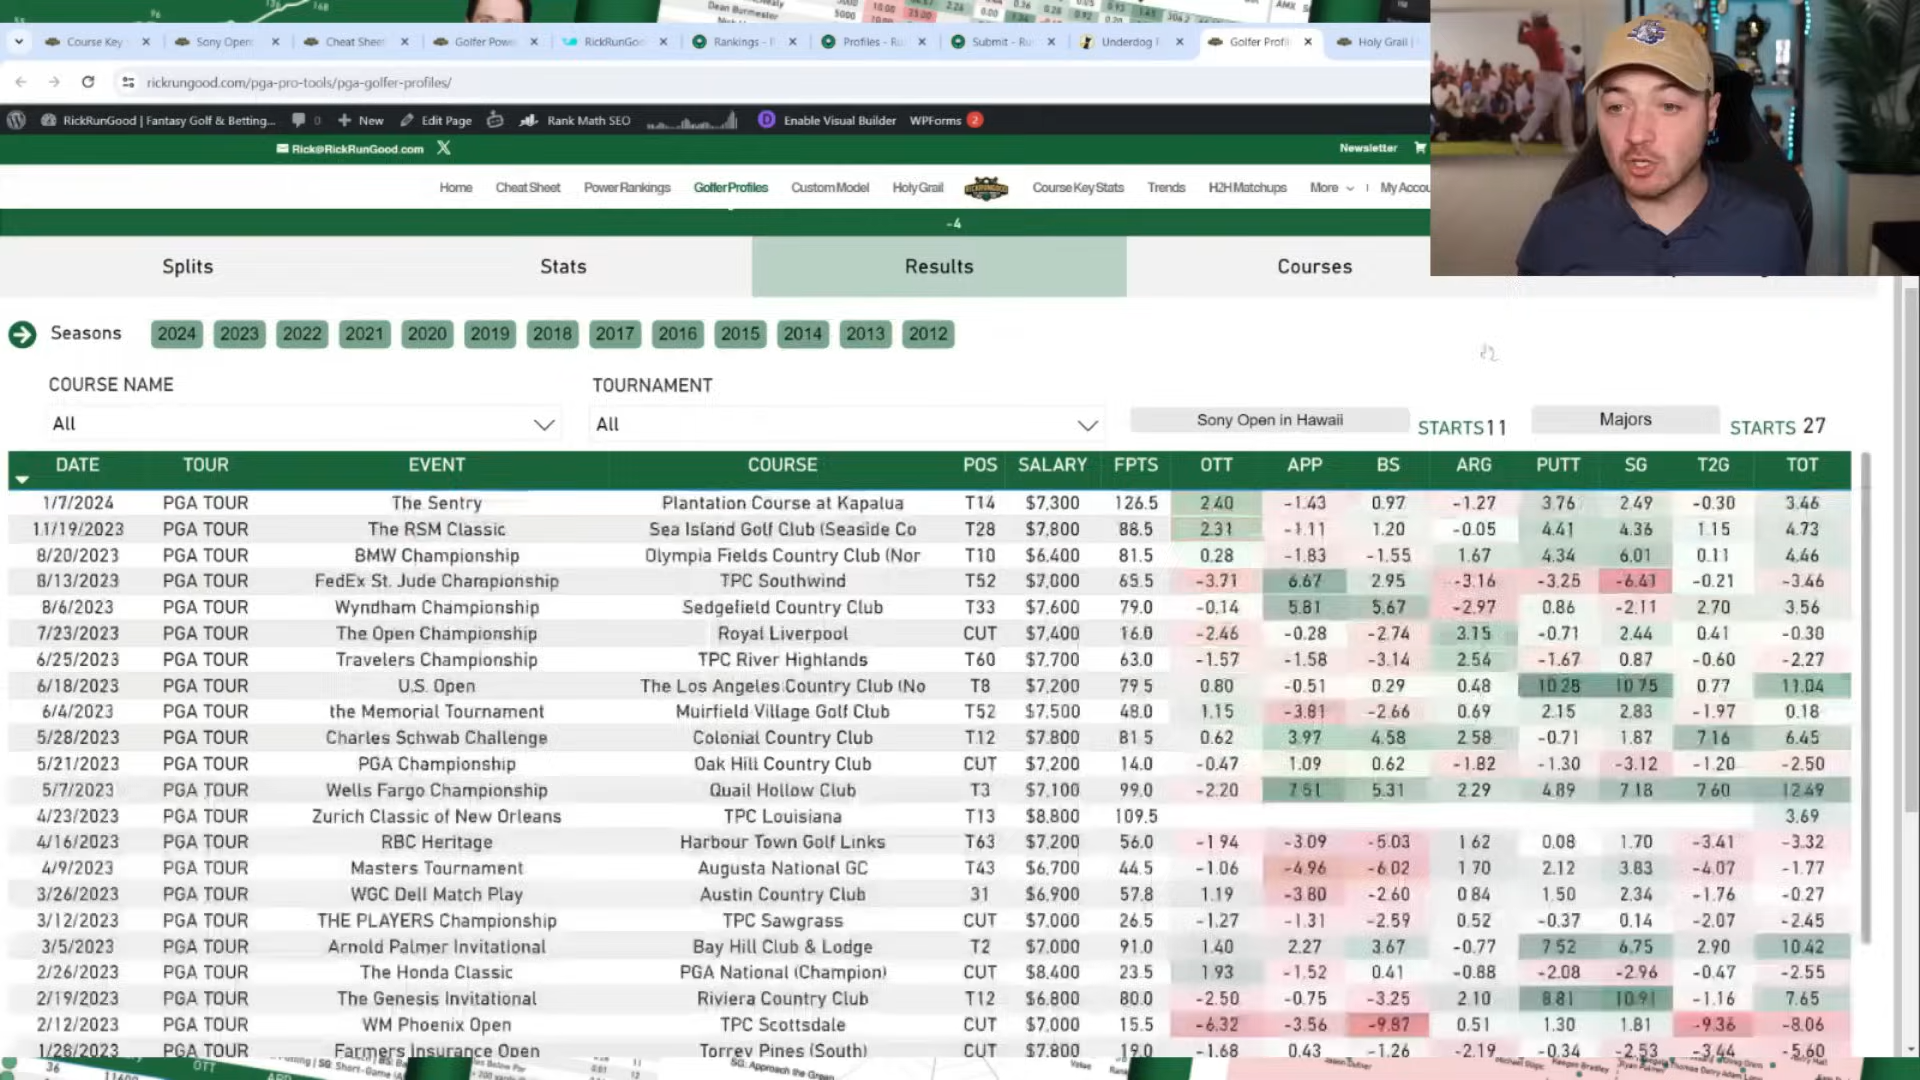 Course Key
Sony Open
Cheat Sheet
Golfer Powe
RickRunGoo
Rankings - R
Profiles - Ru
Submit - Ru
Underdog
Golfer Profi
Holy Grail |
rickrungood.com/pga-pro-tools/pga-golfer-profiles/
RickRunGood | Fantasy Golf & Betting...
0
New
Edit Page
Rank Math SEO
Enable Visual Builder
WPForms
2
Rick@RickRunGood.com
Newsletter
Home
Cheat Sheet
Power Rankings
Golfer Profiles
Custom Model
Holy Grail
Course Key Stats
Trends
H2H Matchups
More
My Accou
-4
Splits
Stats
Results
Courses
Seasons 2024 2023 2022 2021 2020 2019 2018 2017 2016 2015 2014 2013 2012
COURSE NAME
TOURNAMENT
All
All
Sony Open in Hawaii STARTS 11 Majors STARTS 27
DATE TOUR EVENT COURSE POS SALARY FPTS OTT APP BS ARG PUTT SG T2G TOT
1/7/2024 PGA TOUR The Sentry Plantation Course at Kapalua T14 $7,300 126.5 2.40 -1.43 0.97 -1.27 3.76 2.49 -0.30 3.46
11/19/2023 PGA TOUR The RSM Classic Sea Island Golf Club (Seaside Co T28 $7,800 88.5 2.31 -1.11 1.20 -0.05 4.41 4.36 1.15 4.73
8/20/2023 PGA TOUR BMW Championship Olympia Fields Country Club (Nor T10 $6,400 81.5 0.28 -1.83 -1.55 1.67 4.34 6.01 0.11 4.46
8/13/2023 PGA TOUR FedEx St. Jude Championship TPC Southwind T52 $7,000 65.5 -3.71 6.67 2.95 -3.16 -3.25 -6.41 -0.21 -3.46
8/6/2023 PGA TOUR Wyndham Championship Sedgefield Country Club T33 $7,600 79.0 -0.14 5.81 5.67 -2.97 0.86 -2.11 2.70 3.56
7/23/2023 PGA TOUR The Open Championship Royal Liverpool CUT $7,400 16.0 -2.46 -0.28 -2.74 3.15 -0.71 2.44 0.41 -0.30
6/25/2023 PGA TOUR Travelers Championship TPC River Highlands T60 $7,700 63.0 -1.57 -1.58 -3.14 2.54 -1.67 0.87 -0.60 -2.27
6/18/2023 PGA TOUR U.S. Open The Los Angeles Country Club (No T8 $7,200 79.5 0.80 -0.51 0.29 0.48 10.28 10.75 0.77 11.04
6/4/2023 PGA TOUR the Memorial Tournament Muirfield Village Golf Club T52 $7,500 48.0 1.15 -3.81 -2.66 0.69 2.15 2.83 -1.97 0.18
5/28/2023 PGA TOUR Charles Schwab Challenge Colonial Country Club T12 $7,800 81.5 0.62 3.97 4.58 2.58 -0.71 1.87 7.16 6.45
5/21/2023 PGA TOUR PGA Championship Oak Hill Country Club CUT $7,200 14.0 -0.47 1.09 0.62 -1.82 -1.30 -3.12 -1.20 -2.50
5/7/2023 PGA TOUR Wells Fargo Championship Quail Hollow Club T3 $7,100 99.0 -2.20 7.51 5.31 2.29 4.89 7.18 7.60 12.49
4/23/2023 PGA TOUR Zurich Classic of New Orleans TPC Louisiana T13 $8,800 109.5 3.69
4/16/2023 PGA TOUR RBC Heritage Harbour Town Golf Links T63 $7,200 56.0 -1.94 -3.09 -5.03 1.62 0.08 1.70 -3.41 -3.32
4/9/2023 PGA TOUR Masters Tournament Augusta National GC T43 $6,700 44.5 -1.06 -4.96 -6.02 1.70 2.12 3.83 -4.07 -1.77
3/26/2023 PGA TOUR WGC Dell Match Play Austin Country Club 31 $6,900 57.8 1.19 -3.80 -2.60 0.84 1.50 2.34 -1.76 -0.27
3/12/2023 PGA TOUR THE PLAYERS Championship TPC Sawgrass CUT $7,000 26.5 -1.27 -1.31 -2.59 0.52 -0.37 0.14 -2.07 -2.45
3/5/2023 PGA TOUR Arnold Palmer Invitational Bay Hill Club & Lodge T2 $7,000 91.0 1.40 2.27 3.67 -0.77 7.52 6.75 2.90 10.42
2/26/2023 PGA TOUR The Honda Classic PGA National (Champion) CUT $8,400 23.5 1.93 -1.52 0.41 -0.88 -2.08 -2.96 -0.47 -2.55
2/19/2023 PGA TOUR The Genesis Invitational Riviera Country Club T12 $6,800 80.0 -2.50 -0.75 -3.25 2.10 8.81 10.91 -1.16 7.65
2/12/2023 PGA TOUR WM Phoenix Open TPC Scottsdale CUT $7,000 15.5 -6.32 -3.56 -9.87 0.51 1.30 1.81 -9.36 -8.06
1/28/2023 PGA TOUR Farmers Insurance Open Torrey Pines (South) CUT $7,800 19.0 -1.68 0.43 -1.26 -2.19 -0.34 -2.53 -3.44 -5.60